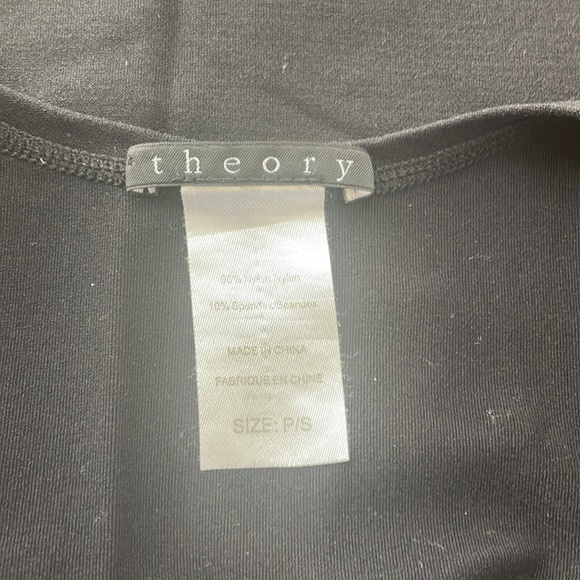 theory
90% Nylon Nylon
10% Spandex Spandex
MADE IN CHINA
FABRIQUE EN CHINE
SIZE: P/S